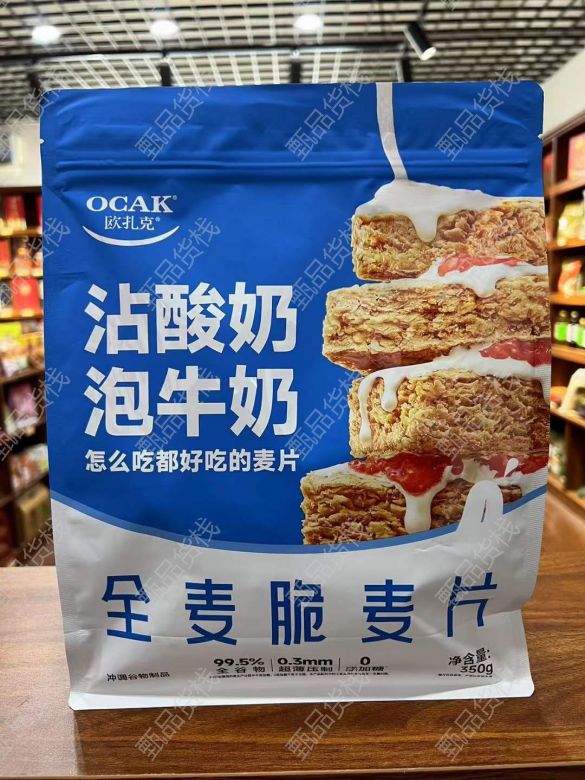 OCAK®
欧扎克®
沾酸奶
泡牛奶
怎么吃都好吃的麦片
全麦脆麦片
99.5%
全谷物
0.3mm
超薄压制
0
添加糖
净含量:
350g
冲调谷物制品
甄品货栈